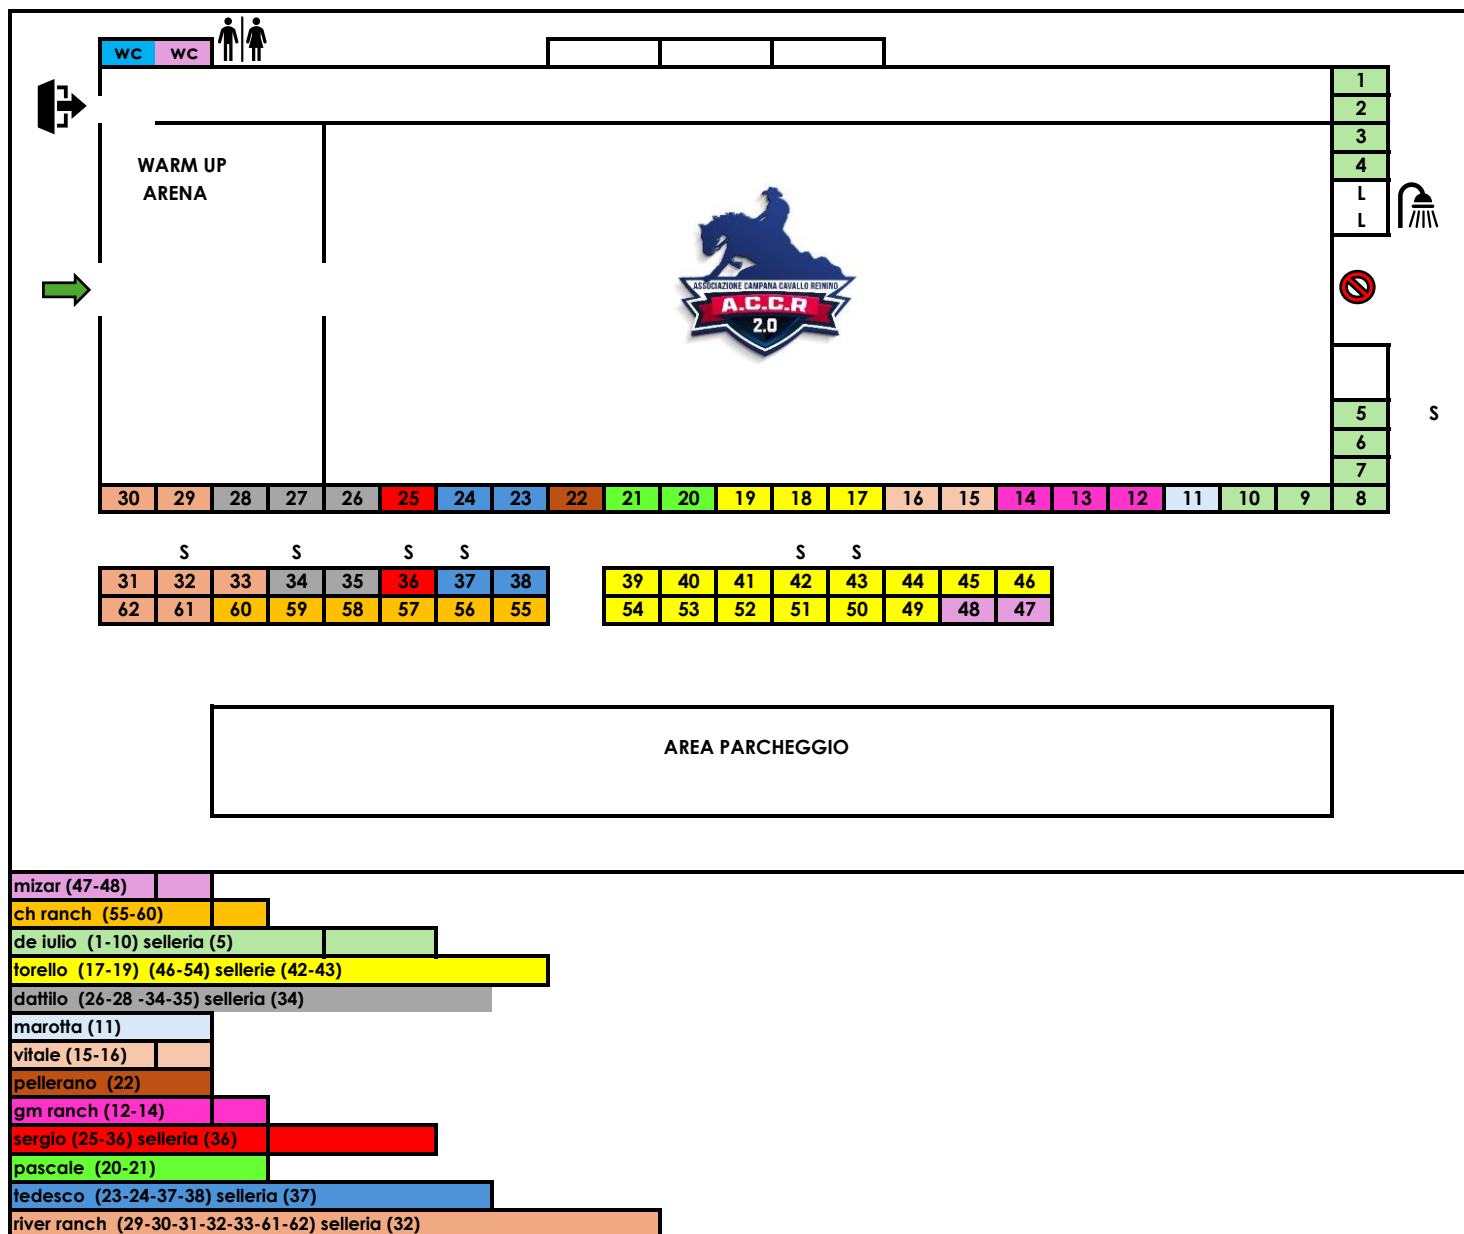 WC WC
1
2
3
WARM UP
4
ARENA
L
L
ASSOCIAZIONE CAMPANA CAVALLO REINING
A.C.C.R
2.0
5 S
6
7
30 29 28 27 26 25 24 23 22 21 20 19 18 17 16 15 14 13 12 11 10 9 8
S S S S S S
31 32 33 34 35 36 37 38 39 40 41 42 43 44 45 46
62 61 60 59 58 57 56 55 54 53 52 51 50 49 48 47
AREA PARCHEGGIO
mizar (47-48)
ch ranch (55-60)
de iulio (1-10) selleria (5)
torello (17-19) (46-54) sellerie (42-43)
dattilo (26-28 -34-35) selleria (34)
marotta (11)
vitale (15-16)
pellerano (22)
gm ranch (12-14)
sergio (25-36) selleria (36)
pascale (20-21)
tedesco (23-24-37-38) selleria (37)
river ranch (29-30-31-32-33-61-62) selleria (32)